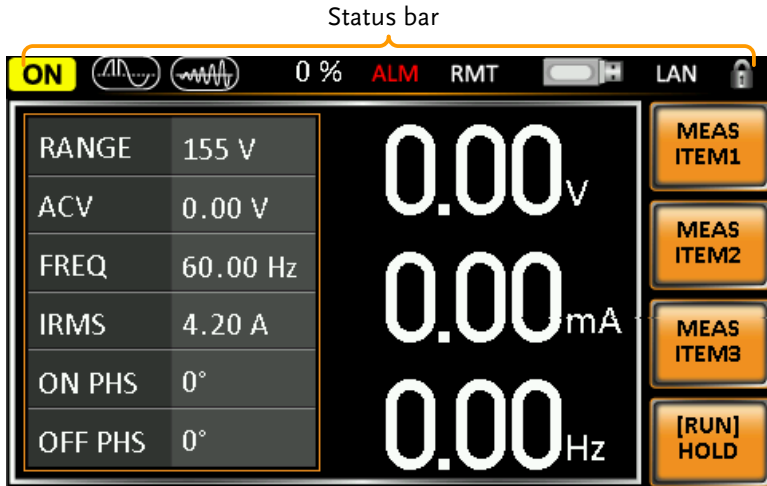 Status bar
ON 0 % ALM RMT LAN
RANGE 155 V
ACV 0.00 V
FREQ 60.00 Hz
IRMS 4.20 A
ON PHS 0°
OFF PHS 0°
0.00 V
0.00 mA
0.00 Hz
MEAS
ITEM1
MEAS
ITEM2
MEAS
ITEM3
[RUN]
HOLD